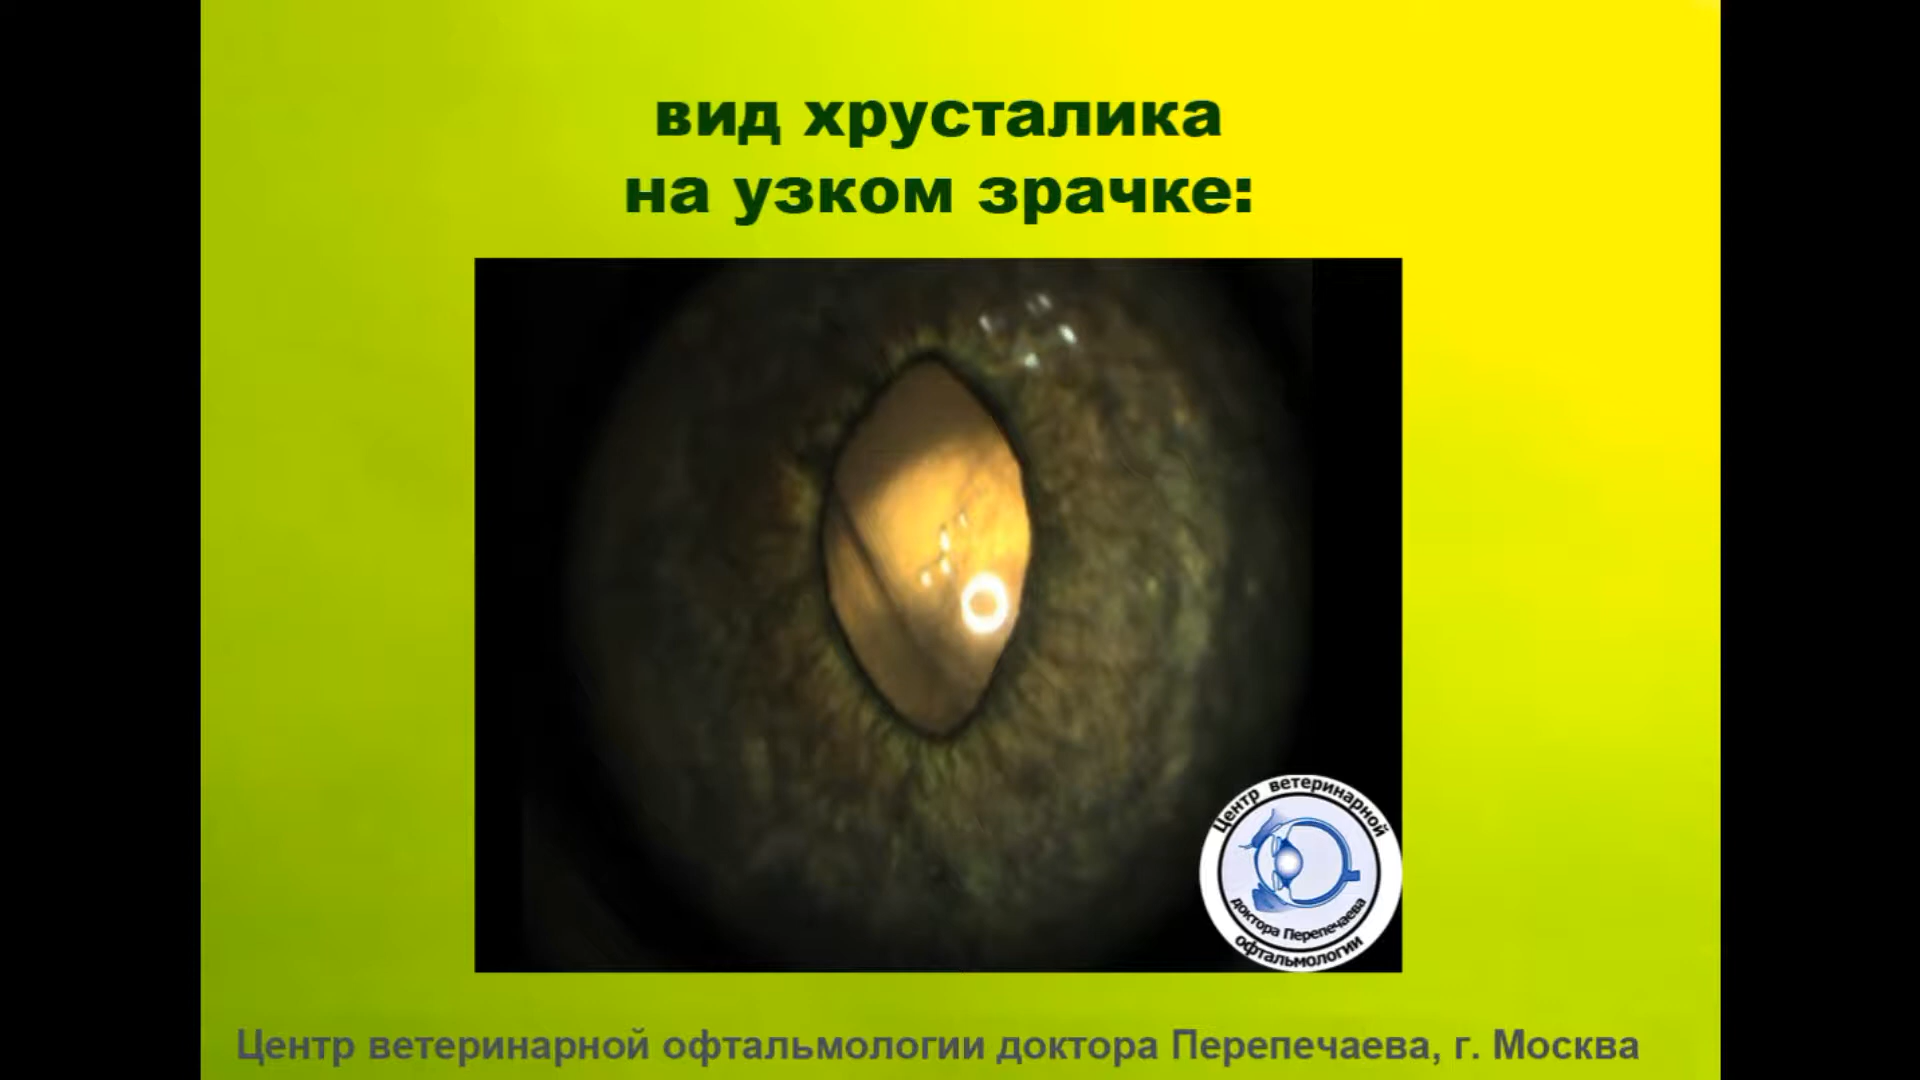 вид хрусталика
на узком зрачке:
Центр ветеринарной
доктора Перепечаева
офтальмологии
Центр ветеринарной офтальмологии доктора Перепечаева, г. Москва